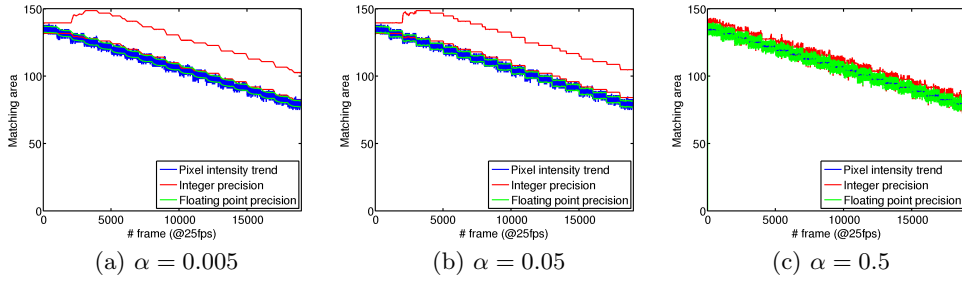 0
50
100
150
Matching area
0
5000
10000
15000
# frame (@25fps)
Pixel intensity trend
Integer precision
Floating point precision
(a) α = 0.005
0
50
100
150
Matching area
0
5000
10000
15000
# frame (@25fps)
Pixel intensity trend
Integer precision
Floating point precision
(b) α = 0.05
0
50
100
150
Matching area
0
5000
10000
15000
# frame (@25fps)
Pixel intensity trend
Integer precision
Floating point precision
(c) α = 0.5